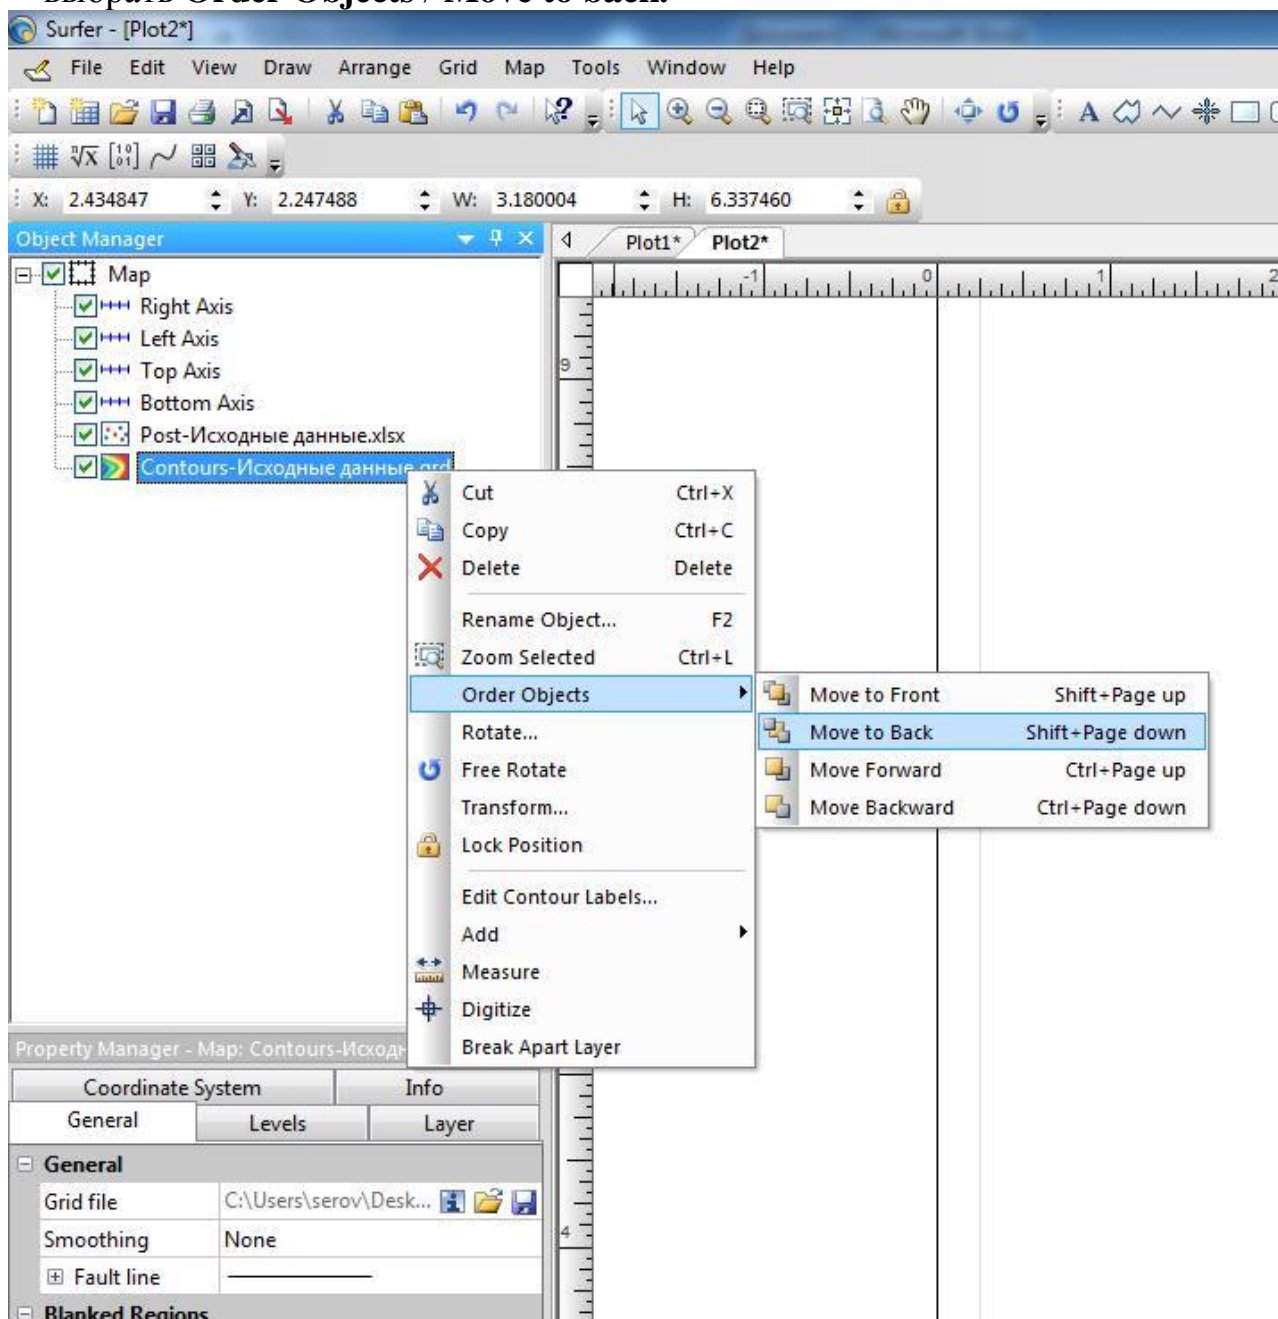 выбрать Order Objects / Move to back.
Surfer - [Plot2*]
File Edit View Draw Arrange Grid Map Tools Window Help
X: 2.434847 Y: 2.247488 W: 3.180004 H: 6.337460
Object Manager
Plot1* Plot2*
Map
-1 0 1 2
Right Axis
Left Axis
Top Axis
9
Bottom Axis
Post-Исходные данные.xlsx
Contours-Исходные данные.grd
Cut Ctrl+X
Copy Ctrl+C
Delete Delete
Rename Object... F2
Zoom Selected Ctrl+L
Order Objects
Move to Front Shift+Page up
Rotate...
Move to Back Shift+Page down
Free Rotate
Move Forward Ctrl+Page up
Transform...
Move Backward Ctrl+Page down
Lock Position
Edit Contour Labels...
Add
Measure
Digitize
Break Apart Layer
Property Manager - Map: Contours-Исходн
Coordinate System Info
General Levels Layer
General
Grid file C:\Users\serov\Desk...
Smoothing None
4
Fault line
Blanked Regions